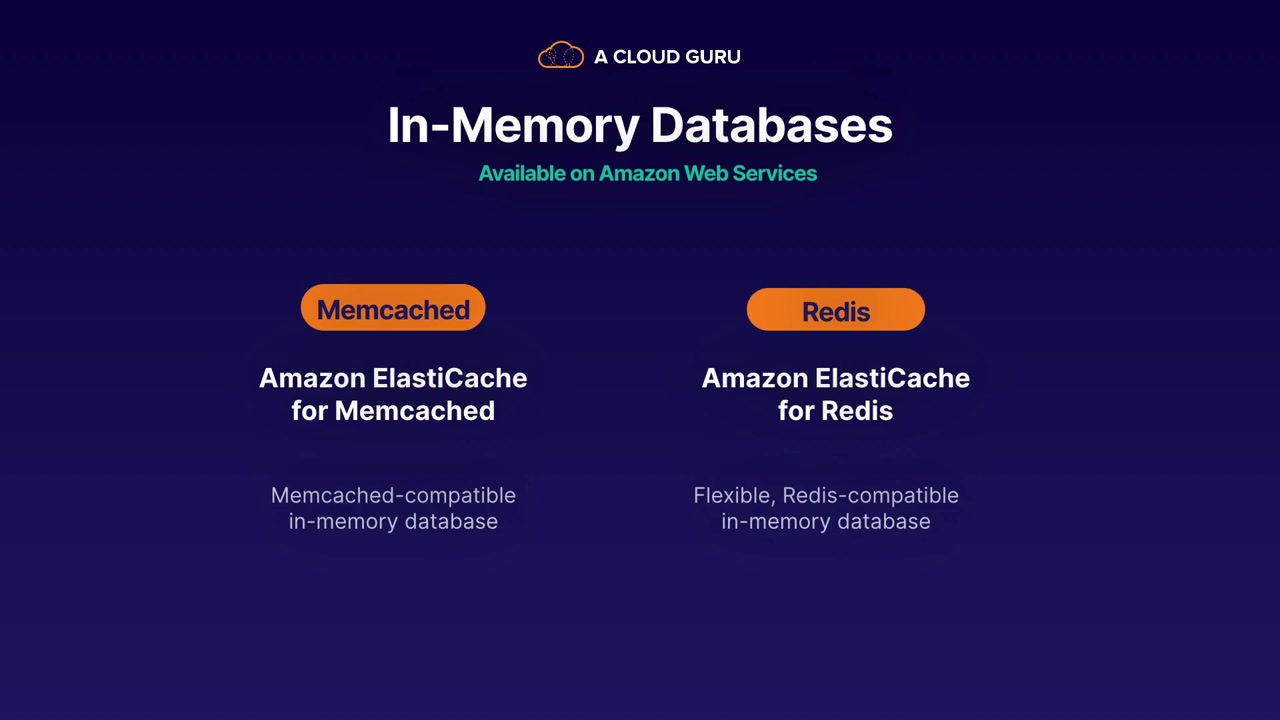 A CLOUD GURU
In-Memory Databases
Available on Amazon Web Services
Memcached
Amazon ElastiCache
for Memcached
Memcached-compatible
in-memory database
Redis
Amazon ElastiCache
for Redis
Flexible, Redis-compatible
in-memory database